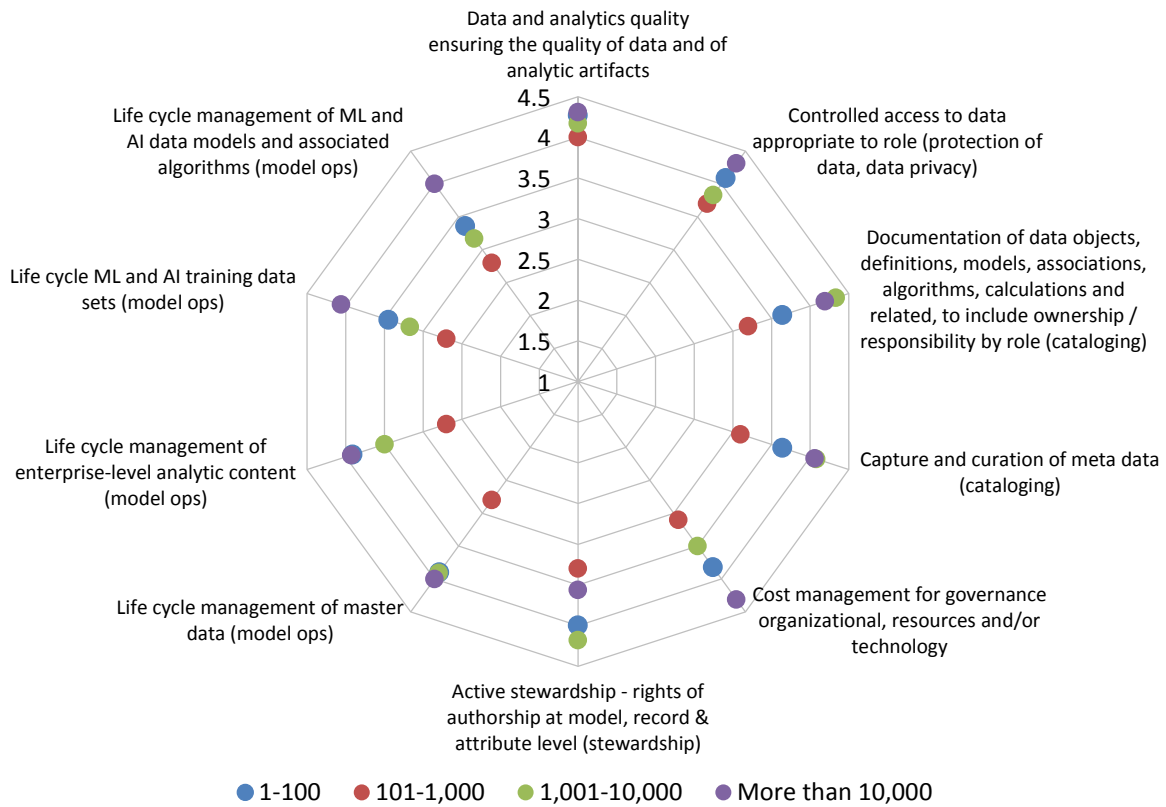 Data and analytics quality
ensuring the quality of data and of
analytic artifacts
Life cycle management of ML and
AI data models and associated
algorithms (model ops)
Controlled access to data
appropriate to role (protection of
data, data privacy)
4.5
4
3.5
3
2.5
2
1.5
1
Documentation of data objects,
definitions, models, associations,
algorithms, calculations and
related, to include ownership /
responsibility by role (cataloging)
Life cycle ML and AI training data
sets (model ops)
Life cycle management of
enterprise-level analytic content
(model ops)
Capture and curation of meta data
(cataloging)
Life cycle management of master
data (model ops)
Cost management for governance
organizational, resources and/or
technology
Active stewardship - rights of
authorship at model, record &
attribute level (stewardship)
1-100 101-1,000 1,001-10,000 More than 10,000